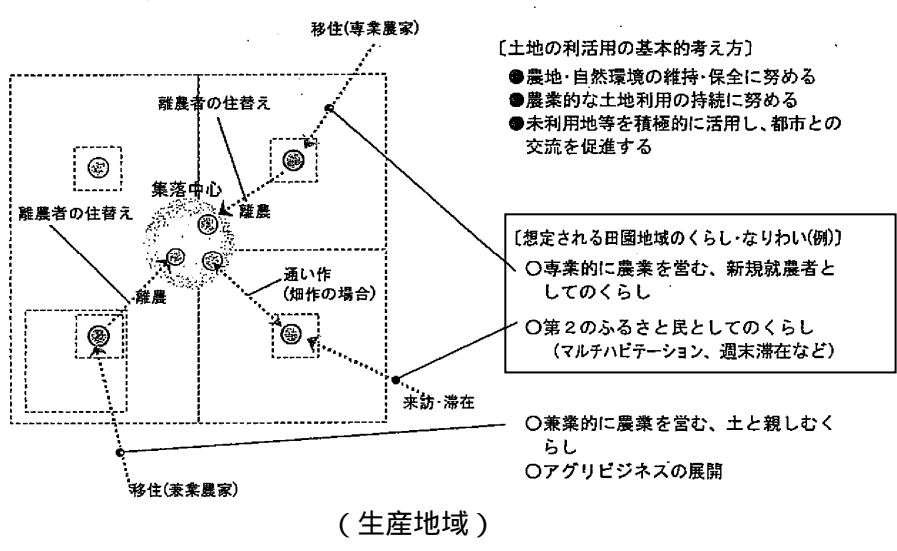 移住(専業農家)
離農者の住替え
集落中心
離農
離農者の住替え
離農
通い作
(畑作の場合)
来訪・滞在
移住(兼業農家)
〔土地の利活用の基本的考え方〕
●農地・自然環境の維持・保全に努める
●農業的な土地利用の持続に努める
●未利用地等を積極的に活用し、都市との
交流を促進する
〔想定される田園地域のくらし・なりわい(例)〕
○専業的に農業を営む、新規就農者と
してのくらし
○第2のふるさと民としてのくらし
(マルチハビテーション、週末滞在など)
○兼業的に農業を営む、土と親しむく
らし
○アグリビジネスの展開
(生産地域)